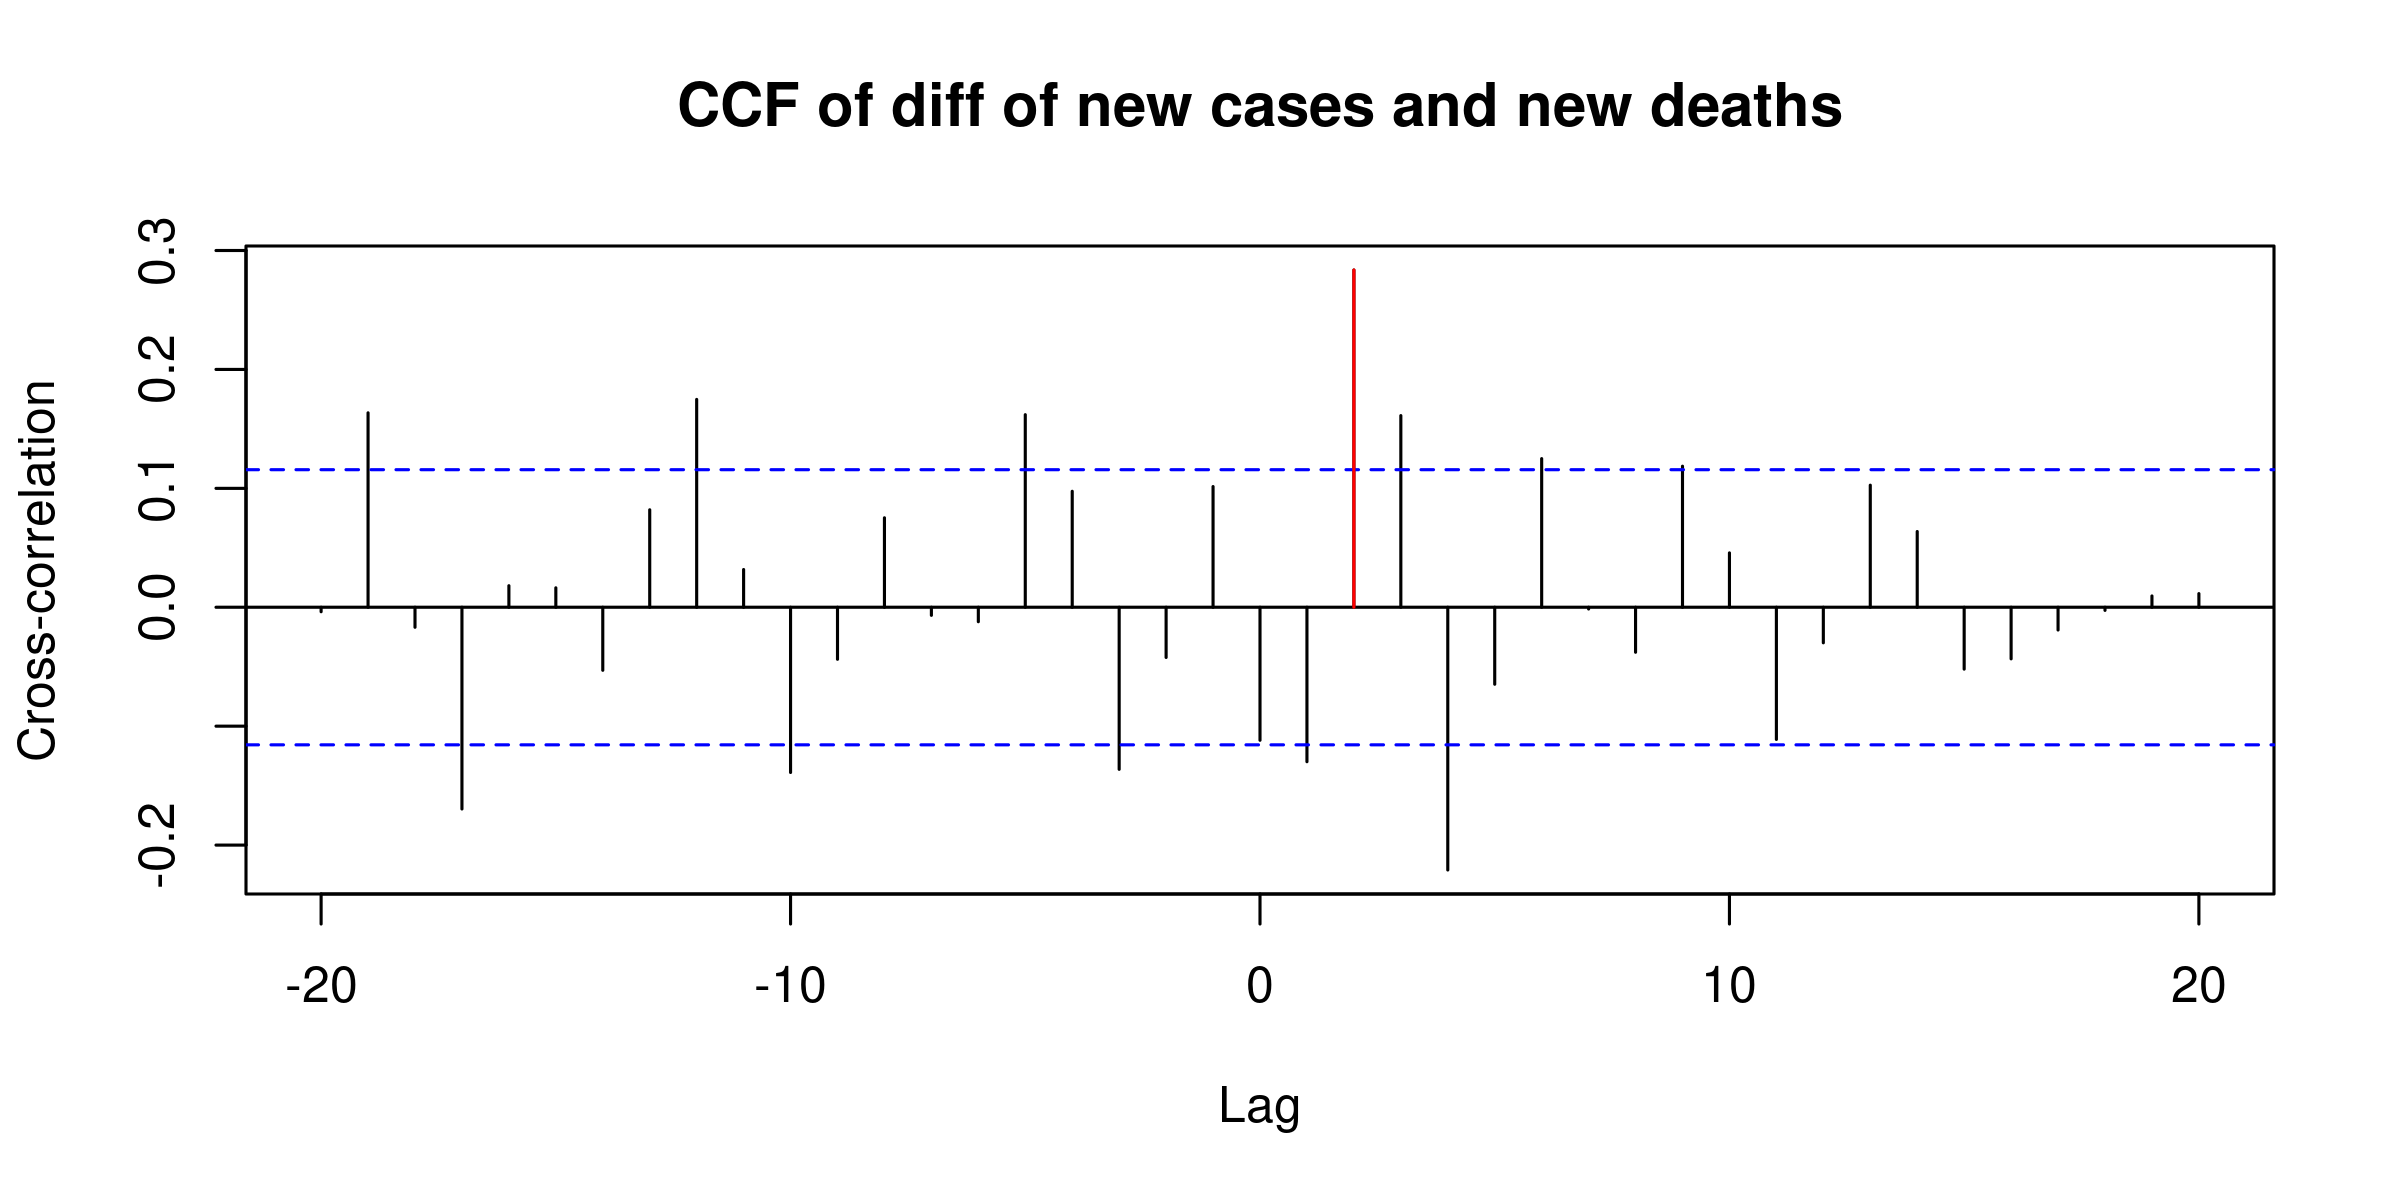 CCF of diff of new cases and new deaths
Cross-correlation
0.3
0.2
0.1
0.0
-0.2
-20 -10 0 10 20
Lag